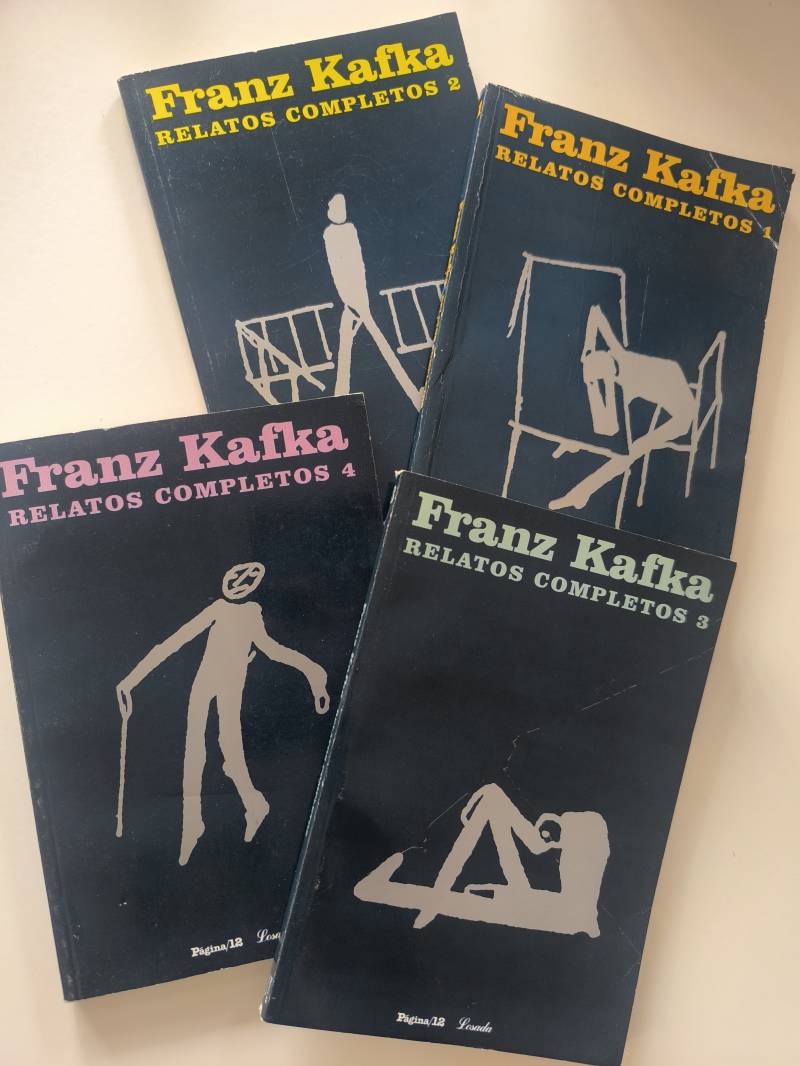 Franz Kafka
RELATOS COMPLETOS 2
Franz Kafka
RELATOS COMPLETOS 1
Franz Kafka
RELATOS COMPLETOS 4
Página/12
Franz Kafka
RELATOS COMPLETOS 3
Página/12 Losada